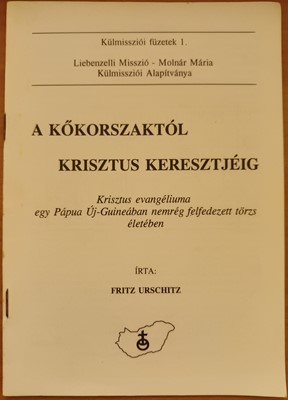 Külmissziói füzetek 1.
Liebenzelli Misszió - Molnár Mária
Külmissziói Alapítványa
A KŐKORSZAKTÓL
KRISZTUS KERESZTJÉIG
Krisztus evangéliuma
egy Pápua Új-Guineában nemrég felfedezett törzs
életében
ÍRTA:
FRITZ URSCHITZ